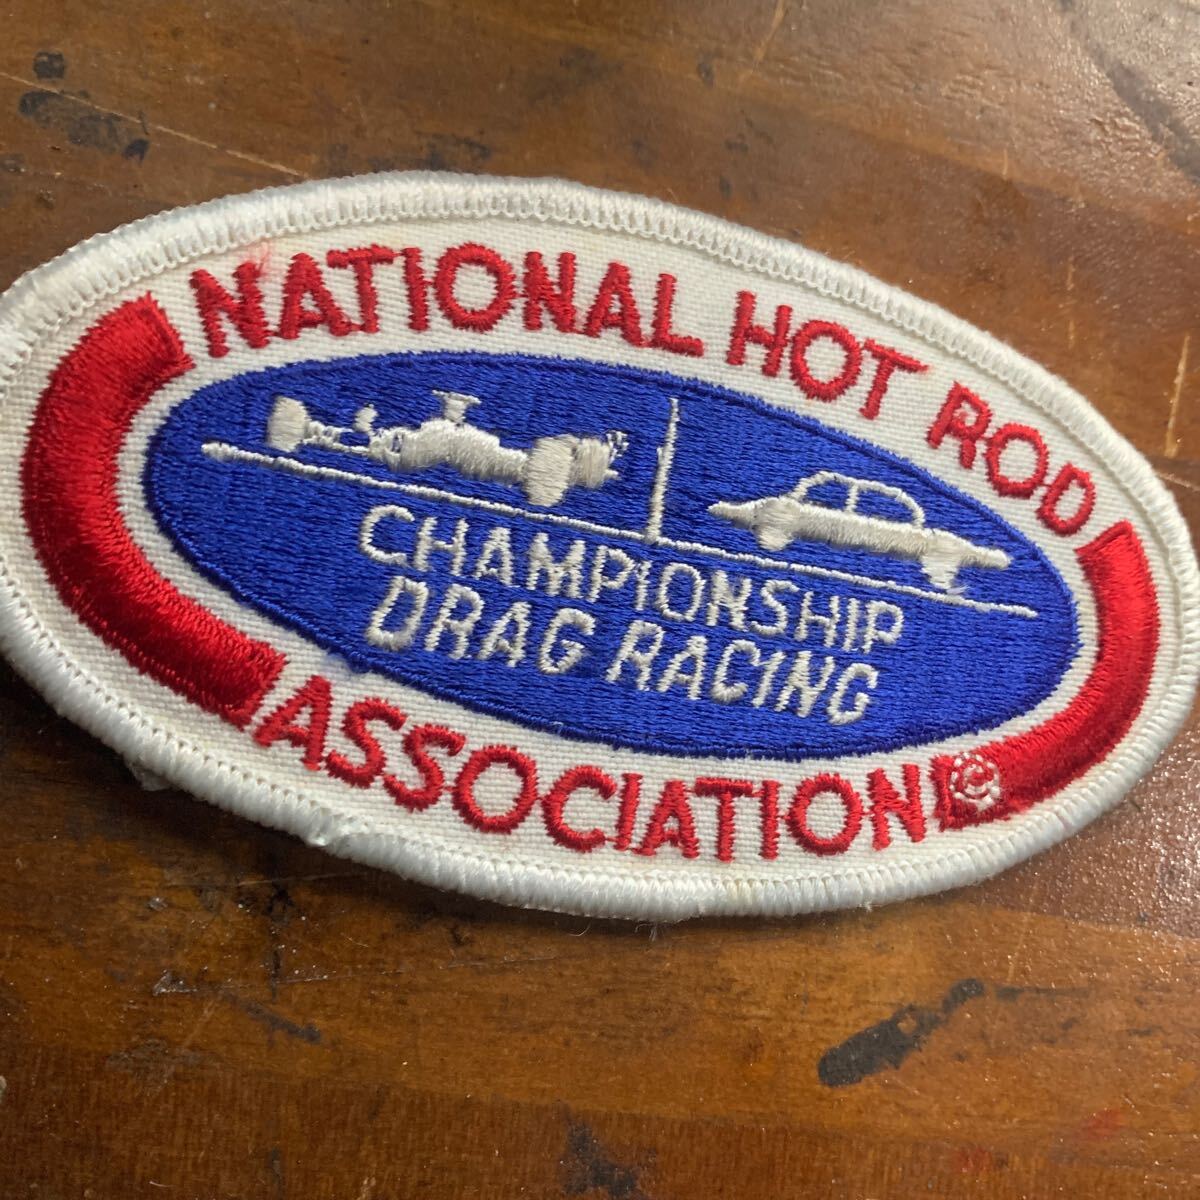 NATIONAL HOT ROD
CHAMPIONSHIP
DRAG RACING
ASSOCIATION